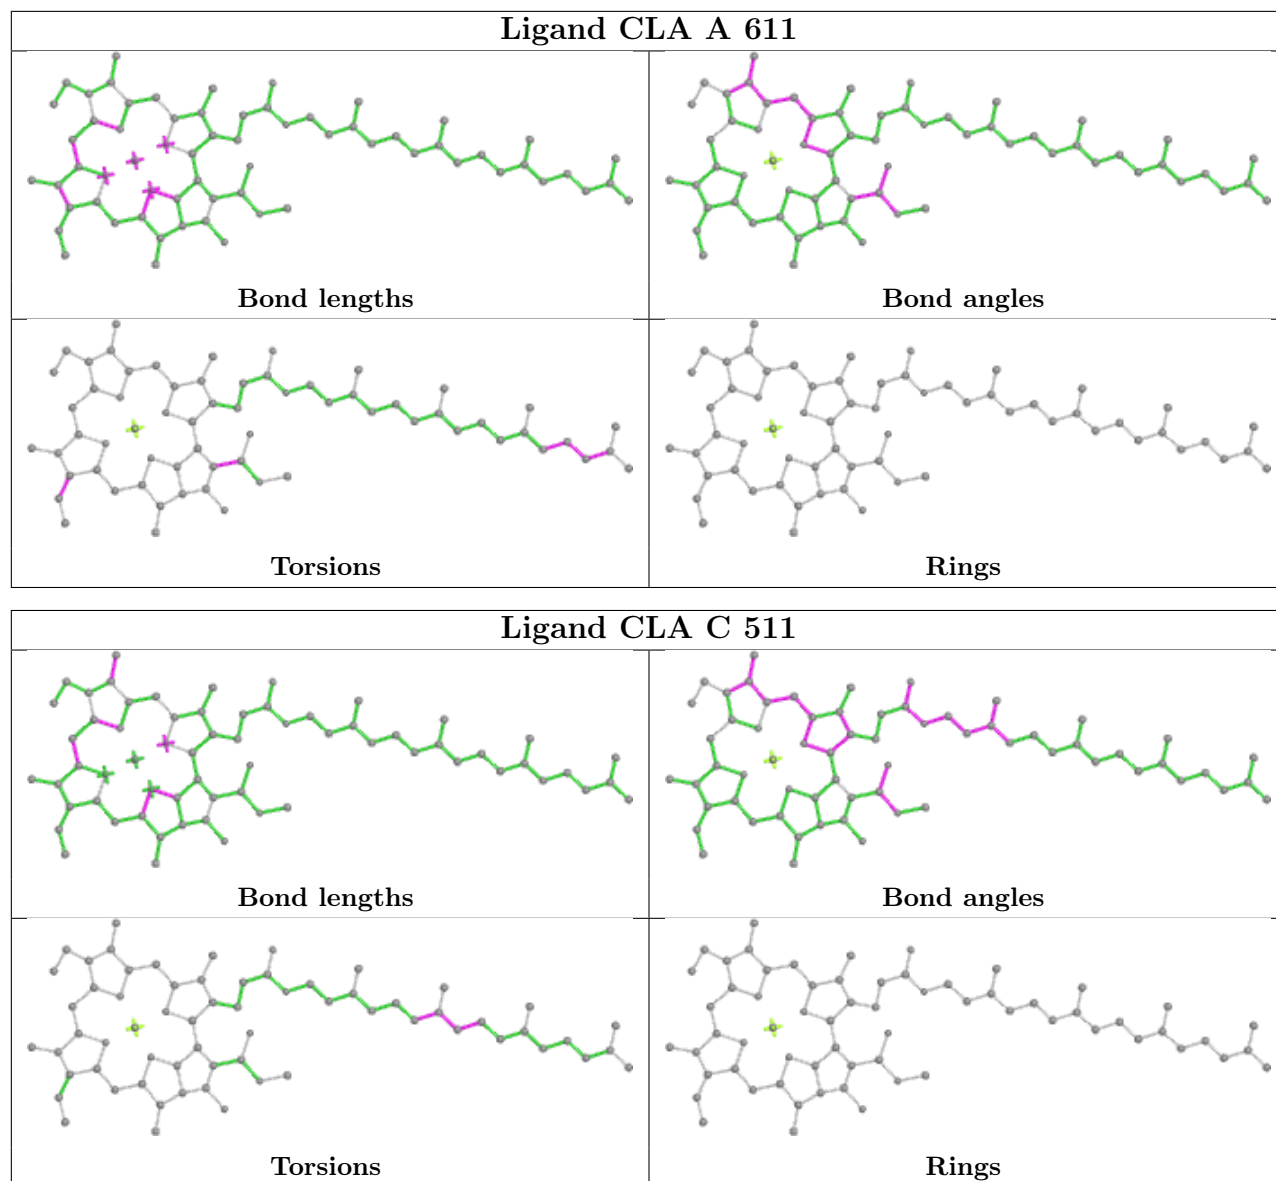 Ligand CLA A 611
Bond lengths
Bond angles
Torsions
Rings
Ligand CLA C 511
Bond lengths
Bond angles
Torsions
Rings